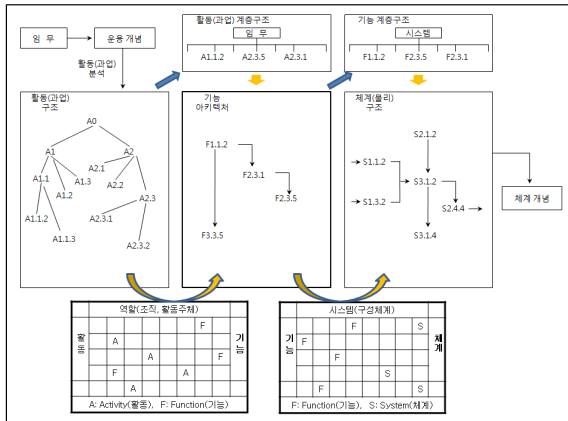 임 무
운용 개념
활동(과업)
분석
활동(과업) 계층구조
임 무
A1.1.2 A2.3.5 A2.3.1
기능 계층구조
시스템
F1.1.2 F2.3.5 F2.3.1
활동(과업)
구조
A0
A1
A2
A1.1
A1.2
A1.3
A2.1
A2.2
A2.3
A1.1.2
A1.1.3
A2.3.1
A2.3.2
기능
아키텍처
F1.1.2
F2.3.1
F2.3.5
F3.3.5
체계(물리)
구조
S2.1.2
S1.1.2
S3.1.2
S1.3.2
S2.4.4
S3.1.4
체계 개념
역할(조직, 활동주체)
활동
기능
F
A
A F
F A
A
A: Activity(활동), F: Function(기능)
시스템(구성체계)
기능
체계
F S
F
F
S
F S
F: Function(기능), S: System(체계)